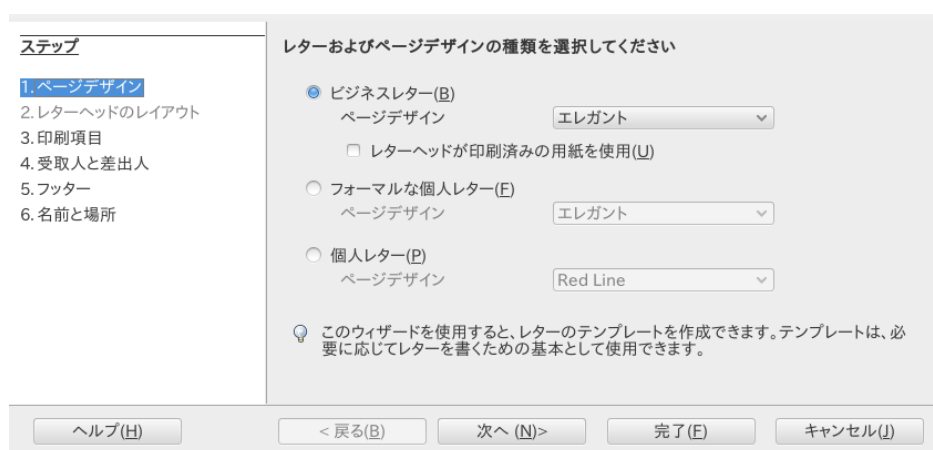 ステップ
1.ページデザイン
2.レターヘッドのレイアウト
3.印刷項目
4.受取人と差出人
5.フッター
6.名前と場所
レターおよびページデザインの種類を選択してください
ビジネスレター(B)
ページデザイン エレガント
レターヘッドが印刷済みの用紙を使用(U)
フォーマルな個人レター(F)
ページデザイン エレガント
個人レター(P)
ページデザイン Red Line
このウィザードを使用すると、レターのテンプレートを作成できます。テンプレートは、必
要に応じてレターを書くための基本として使用できます。
ヘルプ(H) < 戻る(B) 次へ (N)> 完了(F) キャンセル(J)